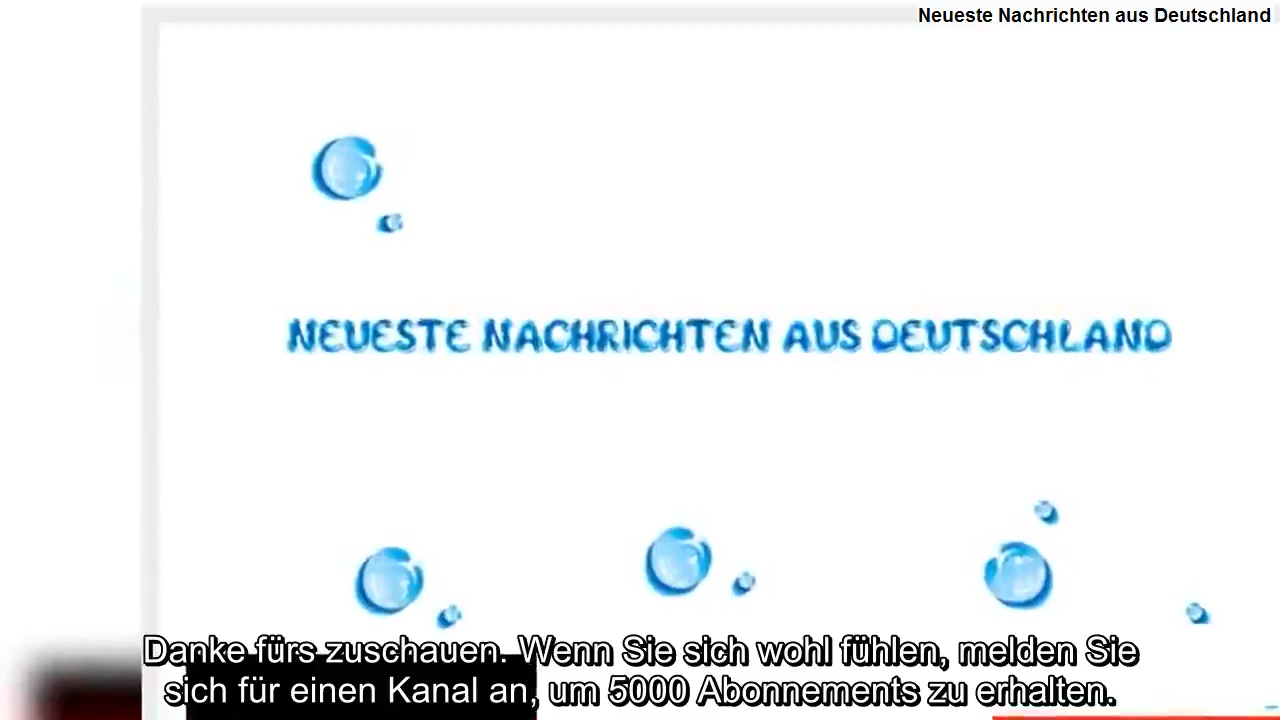 Neueste Nachrichten aus Deutschland
NEUESTE NACHRICHTEN AUS DEUTSCHLAND
Danke fürs zuschauen. Wenn Sie sich wohl fühlen, melden Sie
sich für einen Kanal an, um 5000 Abonnements zu erhalten.